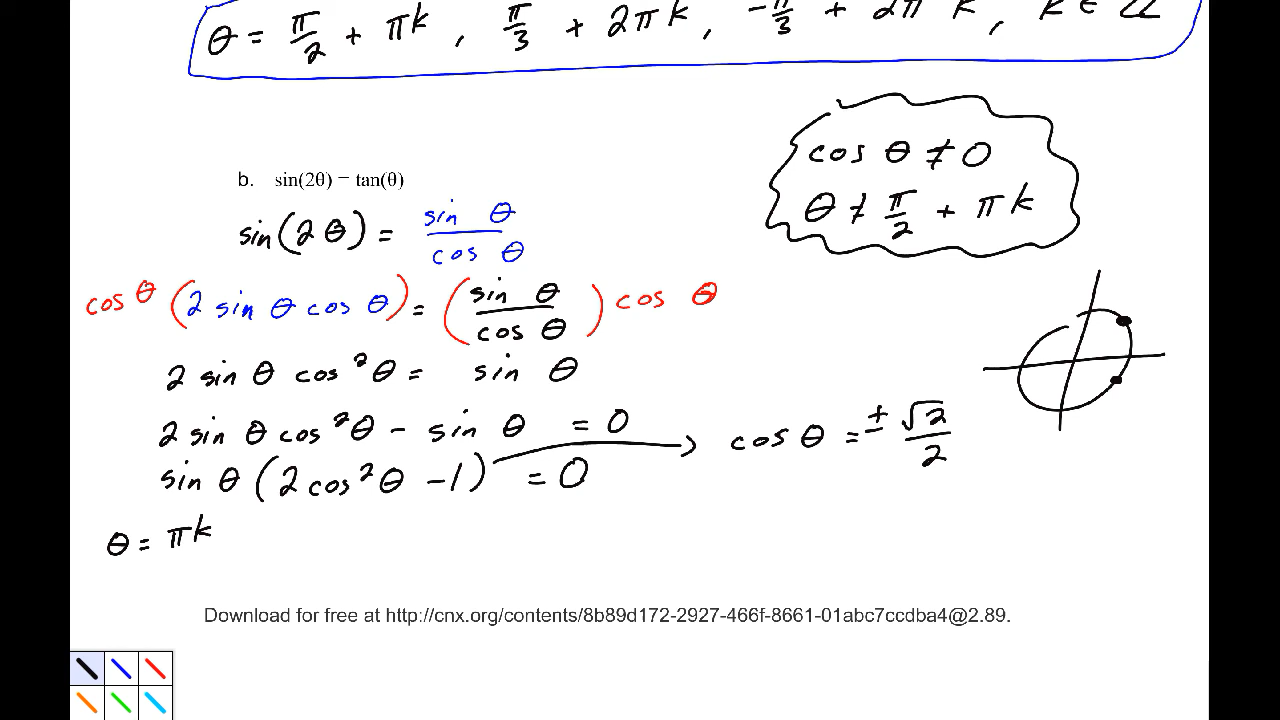 θ = π/2 + πk, π/3 + 2πk, -π/3 + 2πk, k ∈ ℤ
cos θ ≠ 0
θ ≠ π/2 + πk
b. sin(2θ) = tan(θ)
sin(2θ) = sin θ / cos θ
cos θ (2 sin θ cos θ) = (sin θ / cos θ) cos θ
2 sin θ cos²θ = sin θ
2 sin θ cos²θ - sin θ = 0
cos θ = ± √2/2
sin θ (2 cos²θ - 1) = 0
θ = πk
Download for free at http://cnx.org/contents/8b89d172-2927-466f-8661-01abc7ccdba4@2.89.